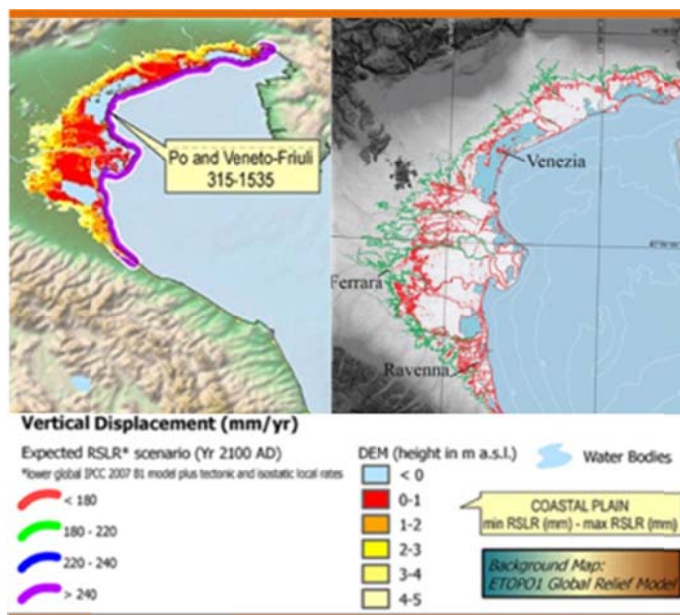 Po and Veneto-Friuli
315-1535
Venezia
Ferrara
Ravenna
Vertical Displacement (mm/yr)
Expected RSLR* scenario (Yr 2100 AD)
*lower global IPCC 2007 B1 model plus tectonic and isostatic local rates
< 180
180 - 220
220 - 240
> 240
DEM (height in m a.s.l.)
< 0
0-1
1-2
2-3
3-4
4-5
Water Bodies
COASTAL PLAIN
min RSLR (mm) - max RSLR (mm)
Background Map:
ETOPO1 Global Relief Model